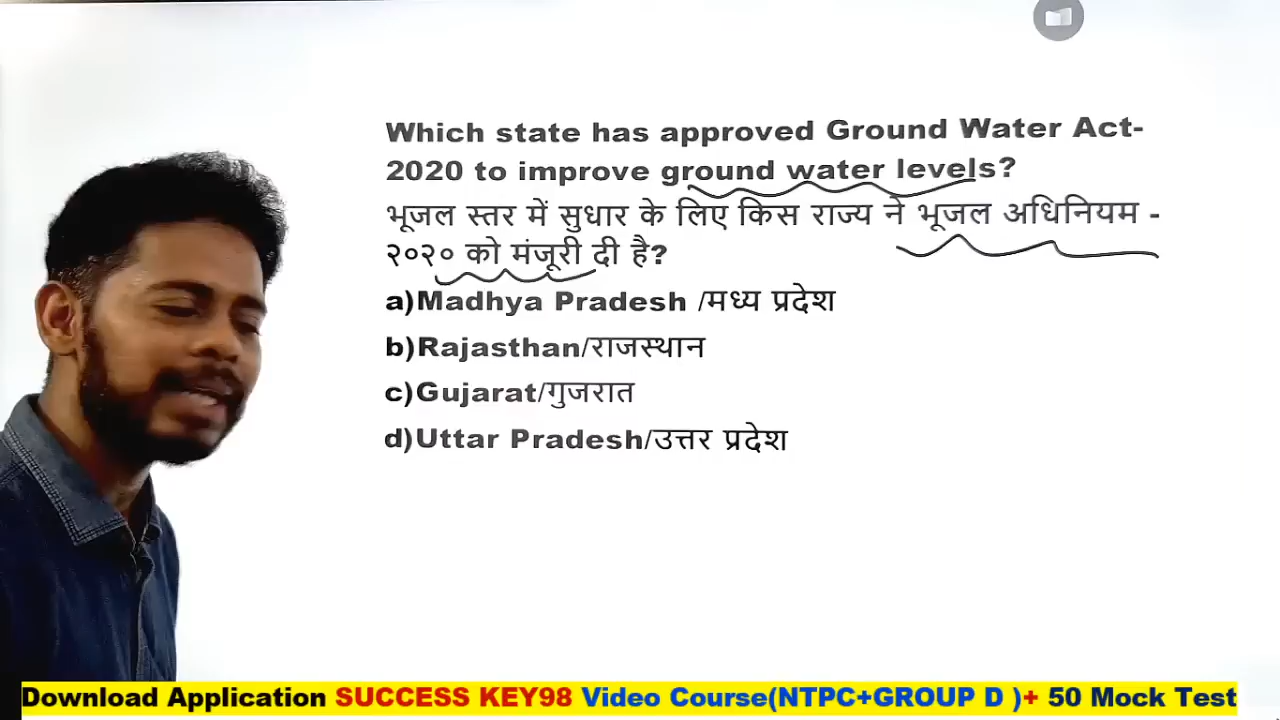 Which state has approved Ground Water Act-
2020 to improve ground water levels?
भूजल स्तर में सुधार के लिए किस राज्य ने भूजल अधिनियम -
२०२० को मंजूरी दी है?
a)Madhya Pradesh /मध्य प्रदेश
b)Rajasthan/राजस्थान
c)Gujarat/गुजरात
d)Uttar Pradesh/उत्तर प्रदेश
Download Application SUCCESS KEY98 Video Course(NTPC+GROUP D )+ 50 Mock Test